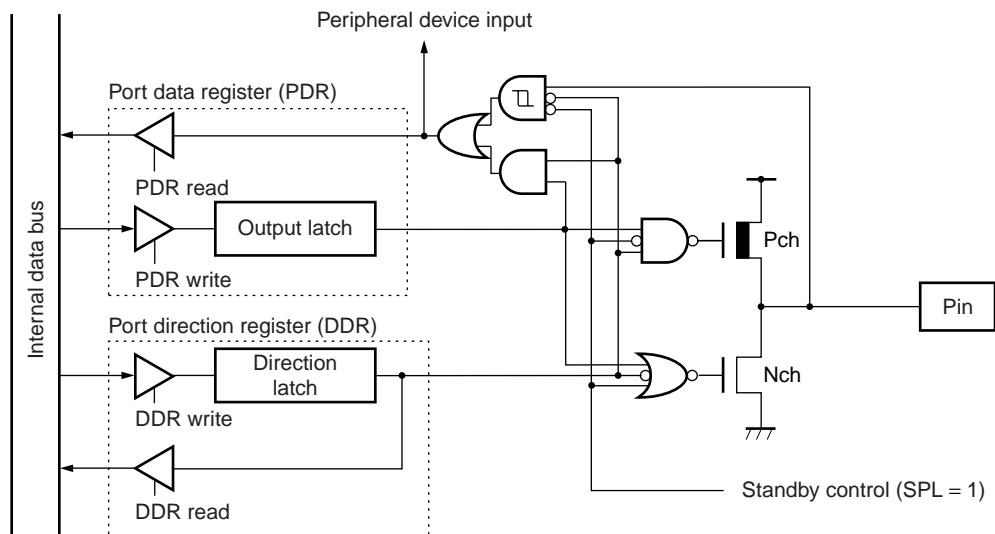 Peripheral device input
Port data register (PDR)
PDR read
Output latch
PDR write
Pch
Pin
Internal data bus
Port direction register (DDR)
Direction
latch
Nch
DDR write
DDR read
Standby control (SPL = 1)